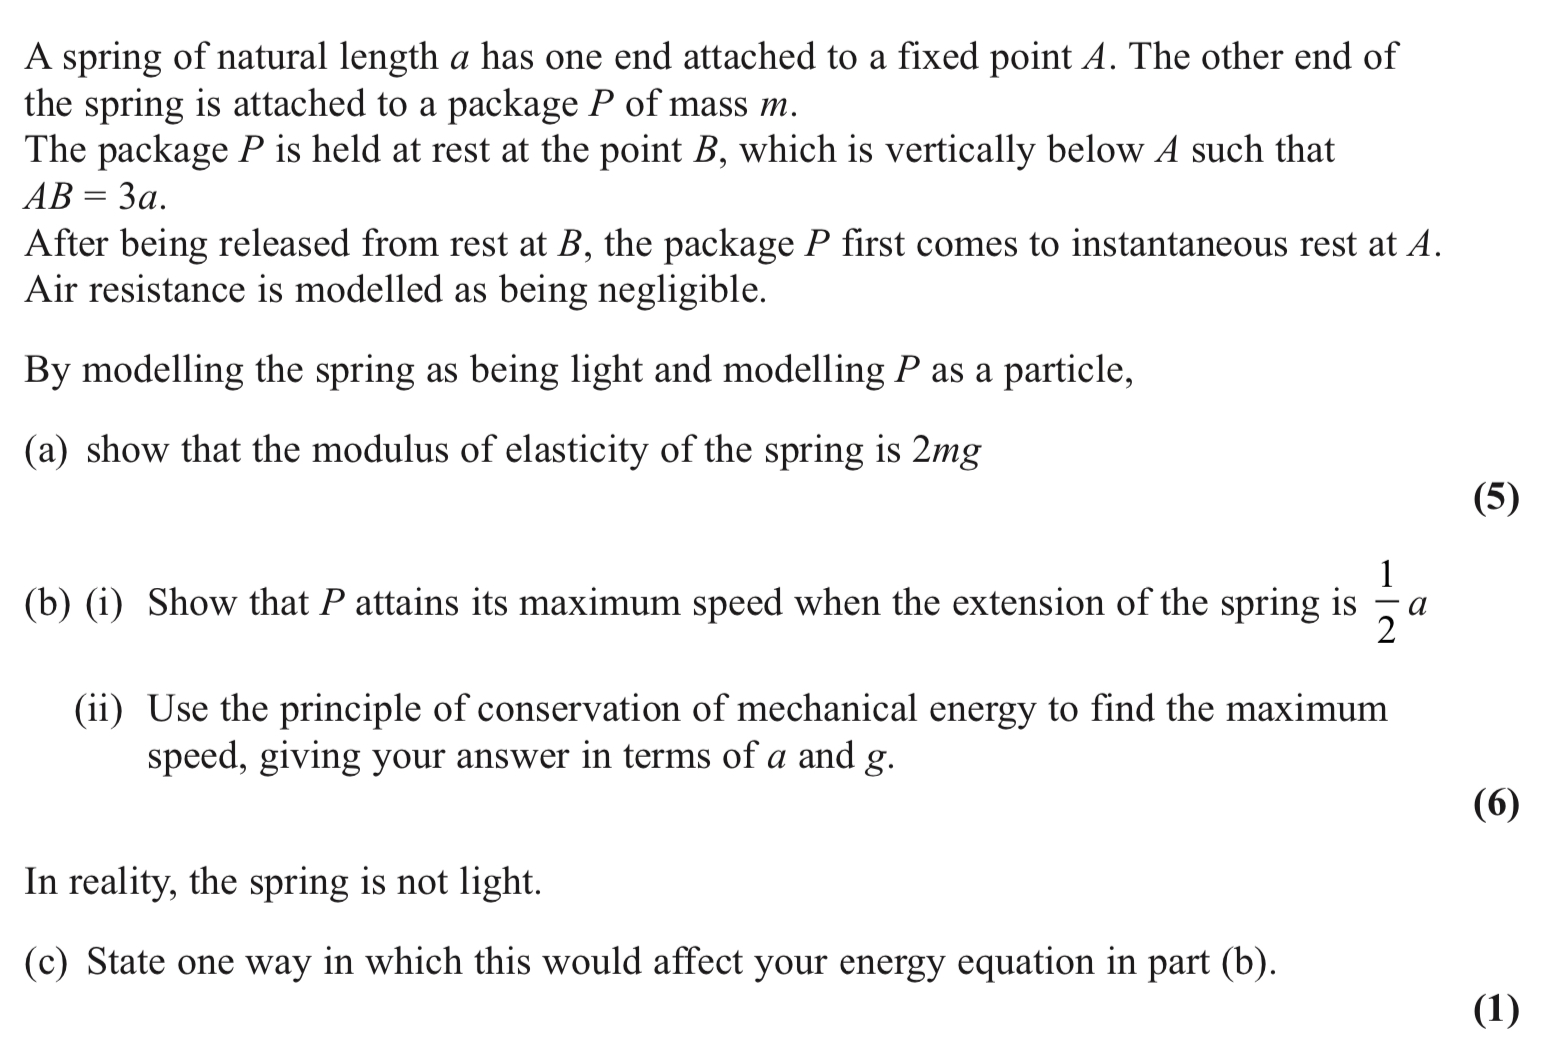 A spring of natural length a has one end attached to a fixed point A. The other end of
the spring is attached to a package P of mass m.
The package P is held at rest at the point B, which is vertically below A such that
AB = 3a.
After being released from rest at B, the package P first comes to instantaneous rest at A.
Air resistance is modelled as being negligible.
By modelling the spring as being light and modelling P as a particle,
(a) show that the modulus of elasticity of the spring is 2mg
(5)
(b) (i) Show that P attains its maximum speed when the extension of the spring is 1/2 a
(ii) Use the principle of conservation of mechanical energy to find the maximum
speed, giving your answer in terms of a and g.
(6)
In reality, the spring is not light.
(c) State one way in which this would affect your energy equation in part (b).
(1)